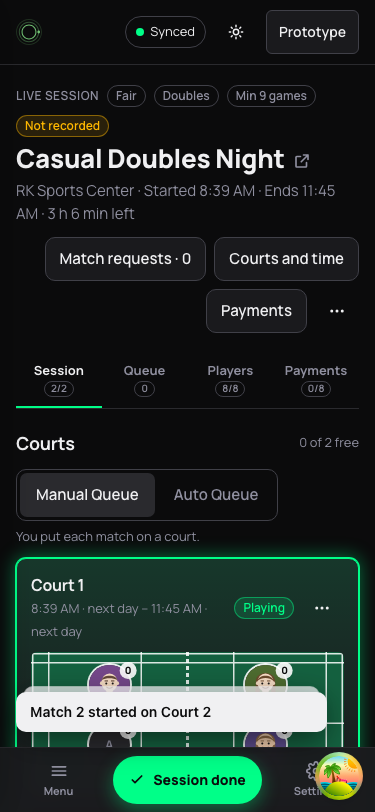 Synced
Prototype
LIVE SESSION Fair Doubles Min 9 games
Not recorded
Casual Doubles Night
RK Sports Center · Started 8:39 AM · Ends 11:45
AM · 3 h 6 min left
Match requests · 0 Courts and time
Payments
Session Queue Players Payments
2/2 0 8/8 0/8
Courts 0 of 2 free
Manual Queue Auto Queue
You put each match on a court.
Court 1
8:39 AM · next day – 11:45 AM ·
next day
Playing
0 0
Match 2 started on Court 2
A
Menu Session done